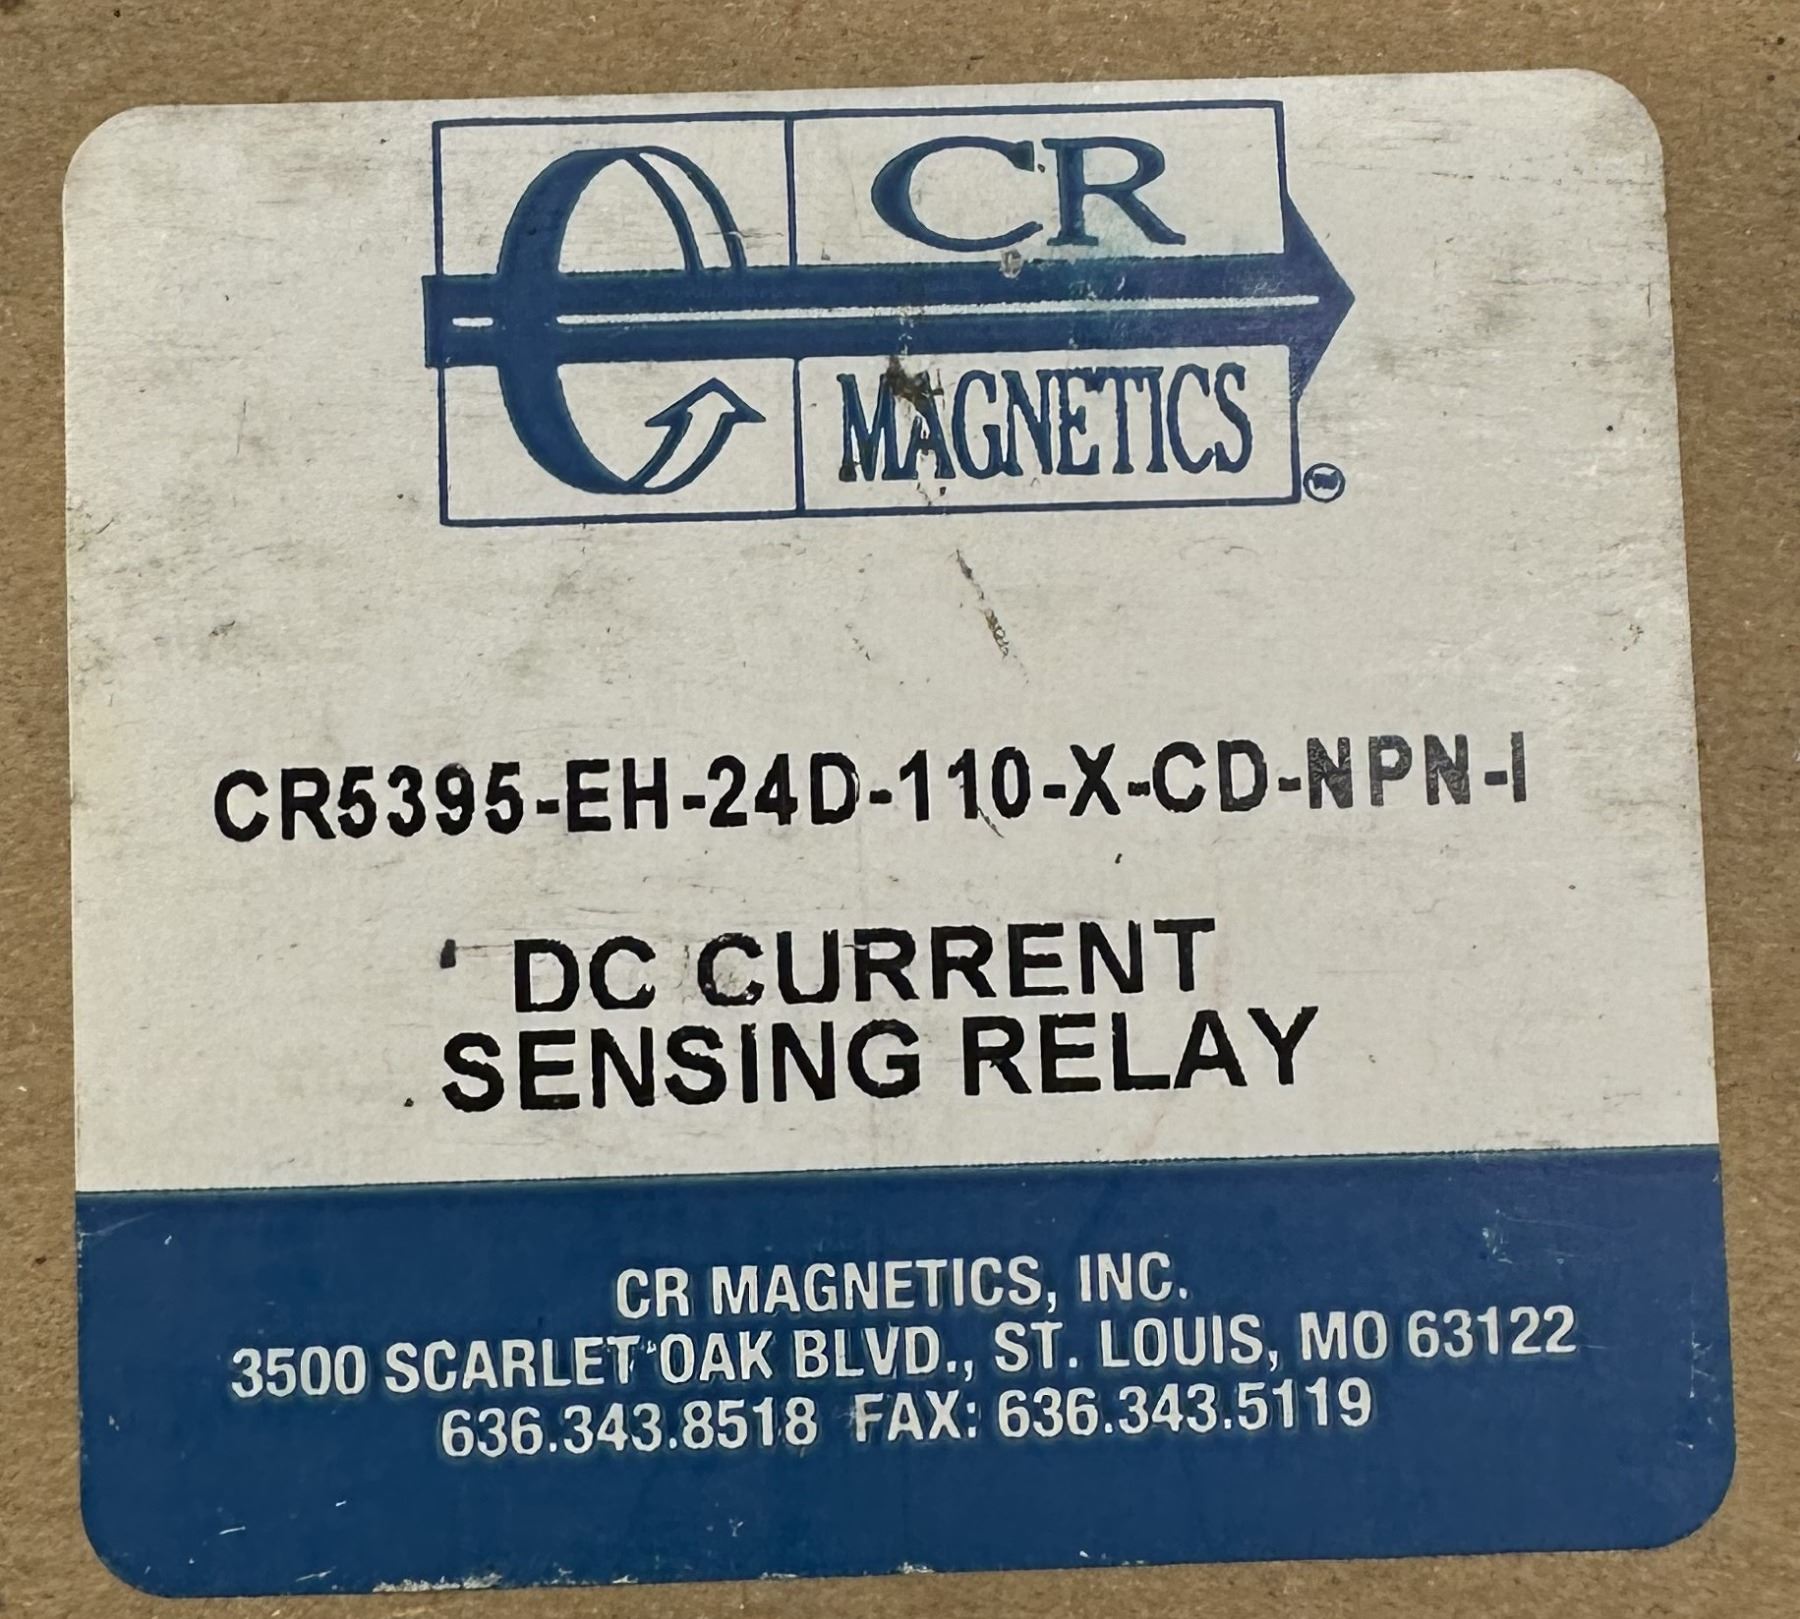 CR
MAGNETICS
CR5395-EH-24D-110-X-CD-NPN-I
DC CURRENT
SENSING RELAY
CR MAGNETICS, INC.
3500 SCARLET OAK BLVD., ST. LOUIS, MO 63122
636.343.8518 FAX: 636.343.5119